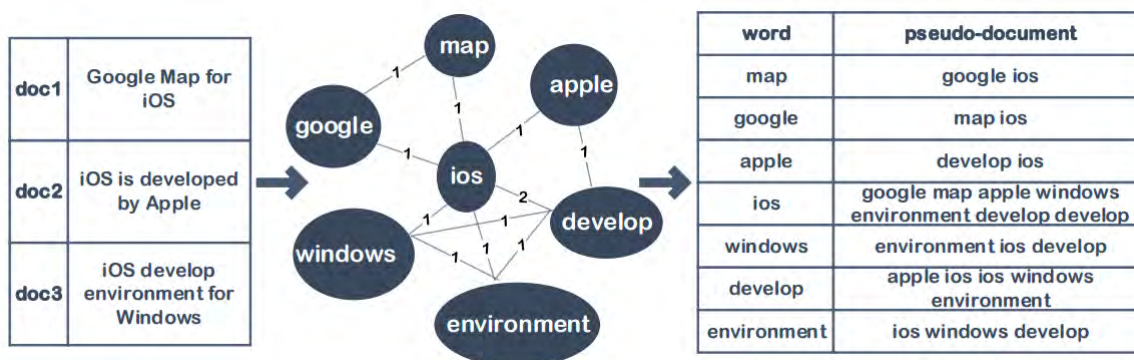 doc1
Google Map for
iOS
doc2
iOS is developed
by Apple
doc3
iOS develop
environment for
Windows
map
apple
google
ios
develop
windows
environment
1
1
1
1
1
2
1
1
1
1
1
word pseudo-document
map google ios
google map ios
apple develop ios
ios google map apple windows
environment develop develop
windows environment ios develop
develop apple ios ios windows
environment
environment ios windows develop